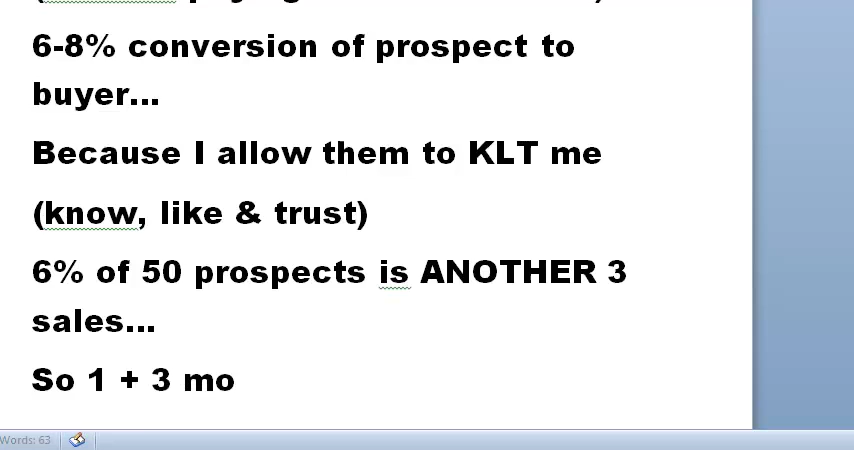 6-8% conversion of prospect to
buyer...
Because I allow them to KLT me
(know, like & trust)
6% of 50 prospects is ANOTHER 3
sales...
So 1 + 3 mo
Words: 63